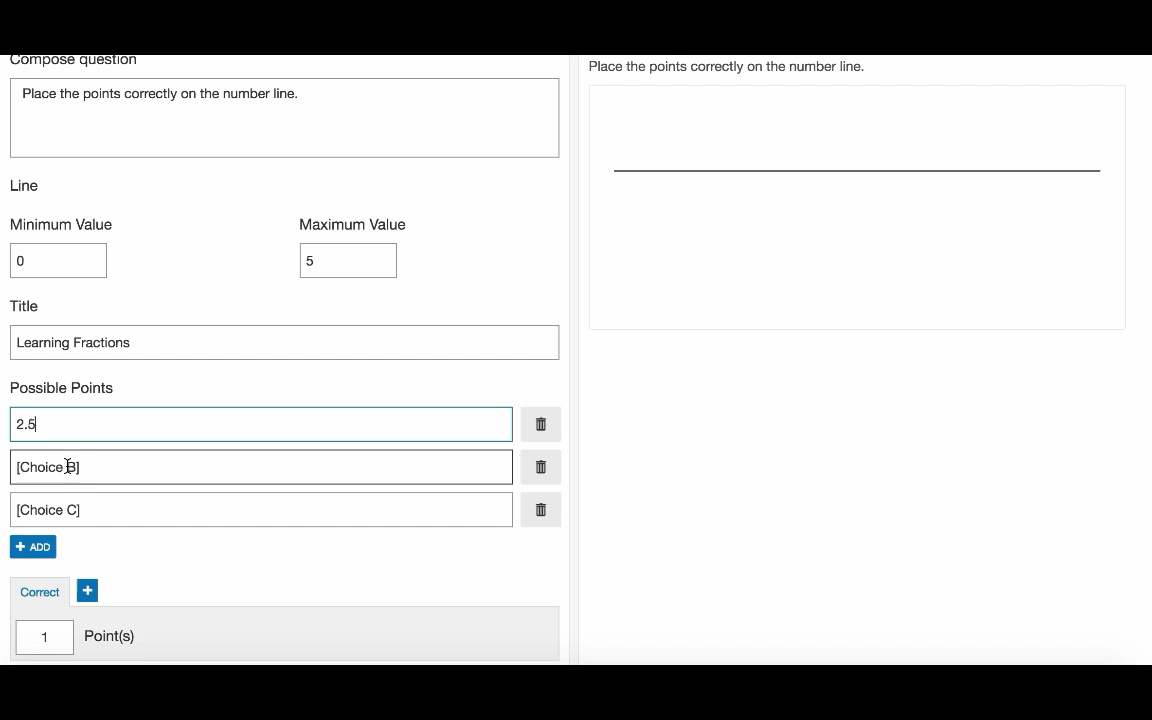 Compose question
Place the points correctly on the number line.
Line
Minimum Value
Maximum Value
0
5
Title
Learning Fractions
Possible Points
2.5
[Choice B]
[Choice C]
+ ADD
Correct
+
1
Point(s)
Place the points correctly on the number line.